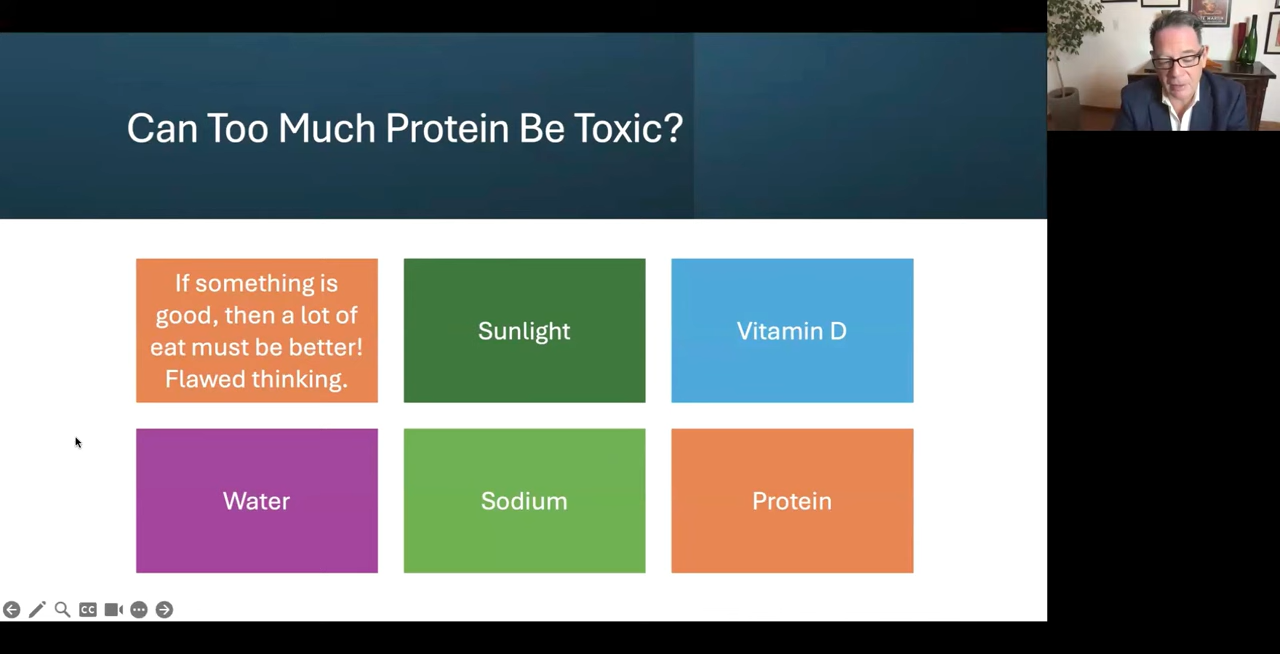 Can Too Much Protein Be Toxic?
If something is
good, then a lot of
eat must be better!
Flawed thinking.
Sunlight
Vitamin D
Water
Sodium
Protein
CC